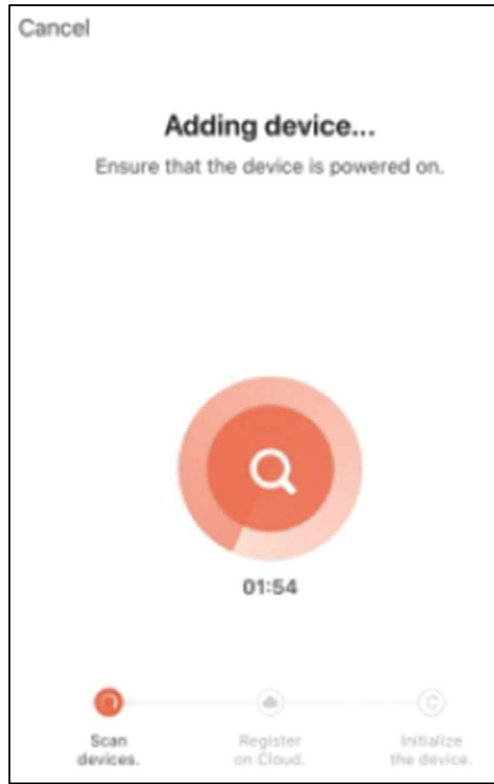 Cancel
Adding device...
Ensure that the device is powered on.
01:54
Scan
devices.
Register
on Cloud.
Initialize
the device.